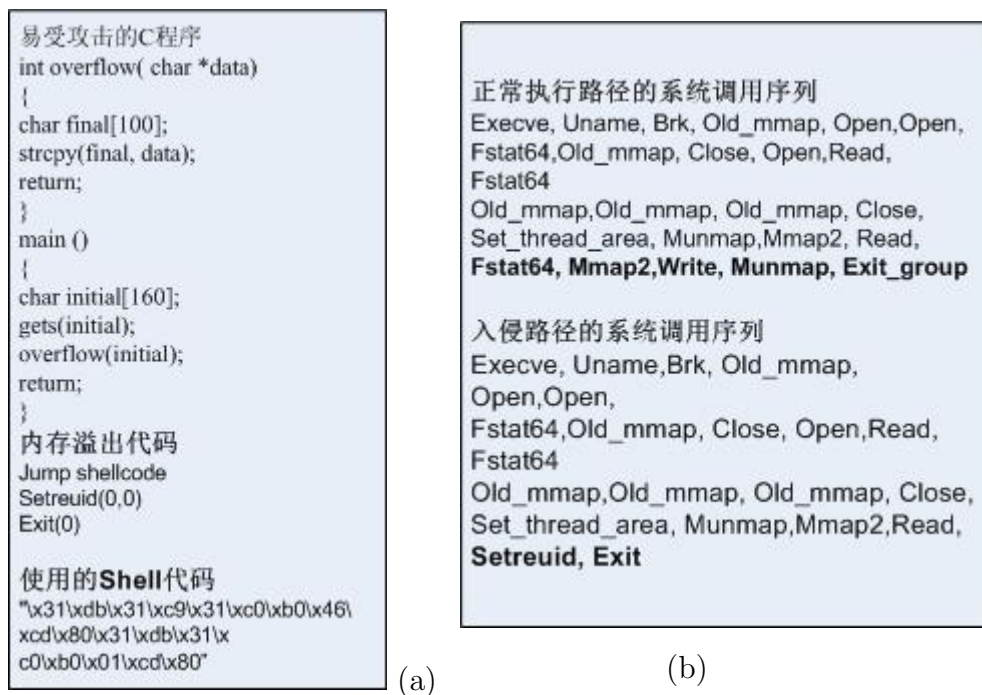 易受攻击的C程序
int overflow( char *data)
{
char final[100];
strcpy(final, data);
return;
}
main ()
{
char initial[160];
gets(initial);
overflow(initial);
return;
}
内存溢出代码
Jump shellcode
Setreuid(0,0)
Exit(0)
使用的Shell代码
"\x31\xdb\x31\xc9\x31\xc0\xb0\x46\
xcd\x80\x31\xdb\x31\x
c0\xb0\x01\xcd\x80"
(a)
正常执行路径的系统调用序列
Execve, Uname, Brk, Old_mmap, Open,Open,
Fstat64,Old_mmap, Close, Open,Read,
Fstat64
Old_mmap,Old_mmap, Old_mmap, Close,
Set_thread_area, Munmap,Mmap2, Read,
Fstat64, Mmap2,Write, Munmap, Exit_group
入侵路径的系统调用序列
Execve, Uname,Brk, Old_mmap,
Open,Open,
Fstat64,Old_mmap, Close, Open,Read,
Fstat64
Old_mmap,Old_mmap, Old_mmap, Close,
Set_thread_area, Munmap,Mmap2,Read,
Setreuid, Exit
(b)